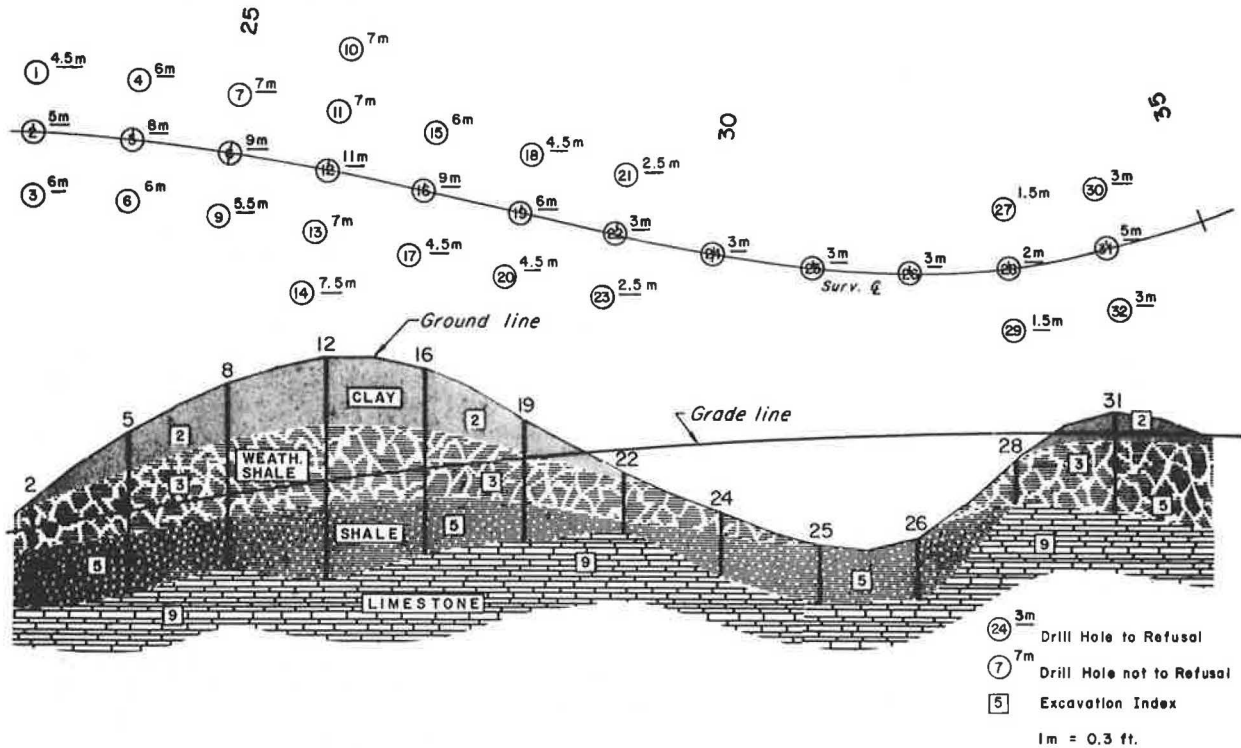 25
30
35
1 4.5m
4 6m
7 7m
10 7m
11 7m
15 6m
18 4.5m
21 2.5 m
27 1.5m
30 3m
2 5m
5 8m
8 9m
12 11m
16 9m
19 6m
22 3m
24 3m
25 3m
26 3m
28 2m
31 5m
Surv. ℄
3 6m
6 6m
9 5.5m
13 7m
17 4.5m
20 4.5 m
23 2.5 m
14 7.5m
29 1.5m
32 3m
Ground line
Grade line
2
5
8
12
16
19
22
24
25
26
28
31
CLAY
2
2
2
WEATH.
SHALE
3
3
3
SHALE
5
5
5
5
5
LIMESTONE
9
9
9
24 3m Drill Hole to Refusal
7 7m Drill Hole not to Refusal
5 Excavation Index
1m = 0.3 ft.